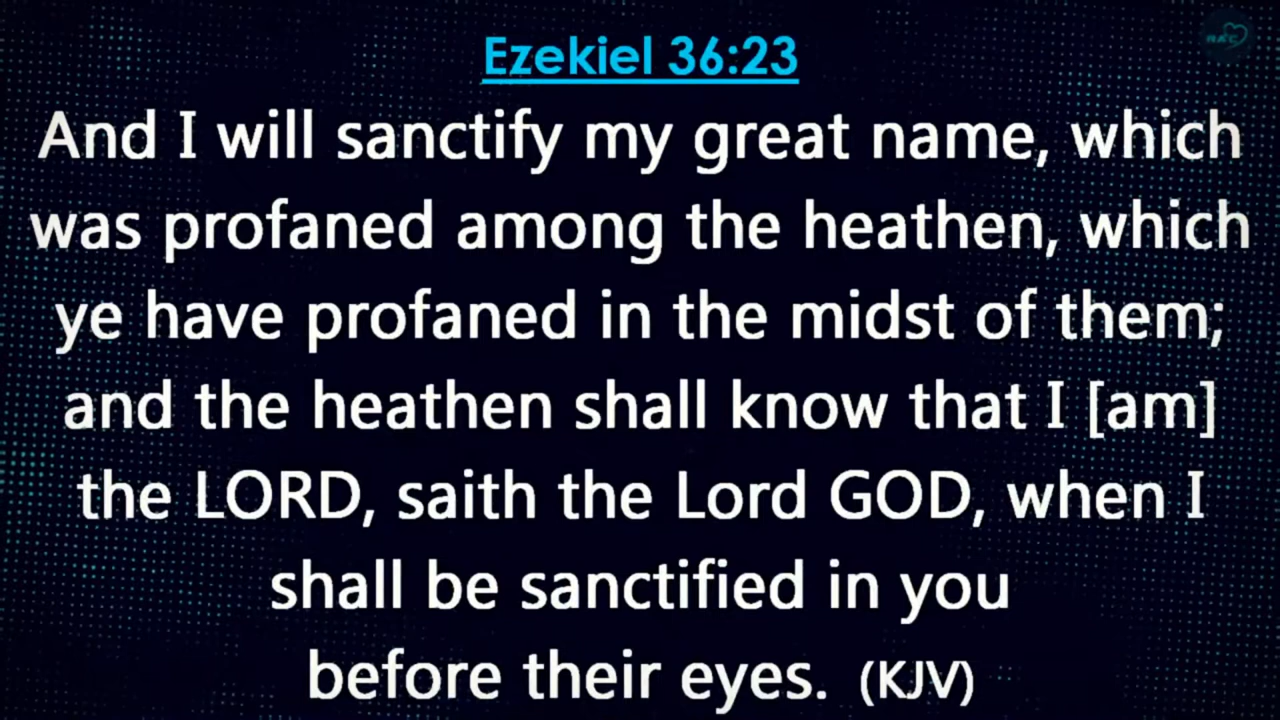 Ezekiel 36:23
And I will sanctify my great name, which
was profaned among the heathen, which
ye have profaned in the midst of them;
and the heathen shall know that I [am]
the LORD, saith the Lord GOD, when I
shall be sanctified in you
before their eyes. (KJV)